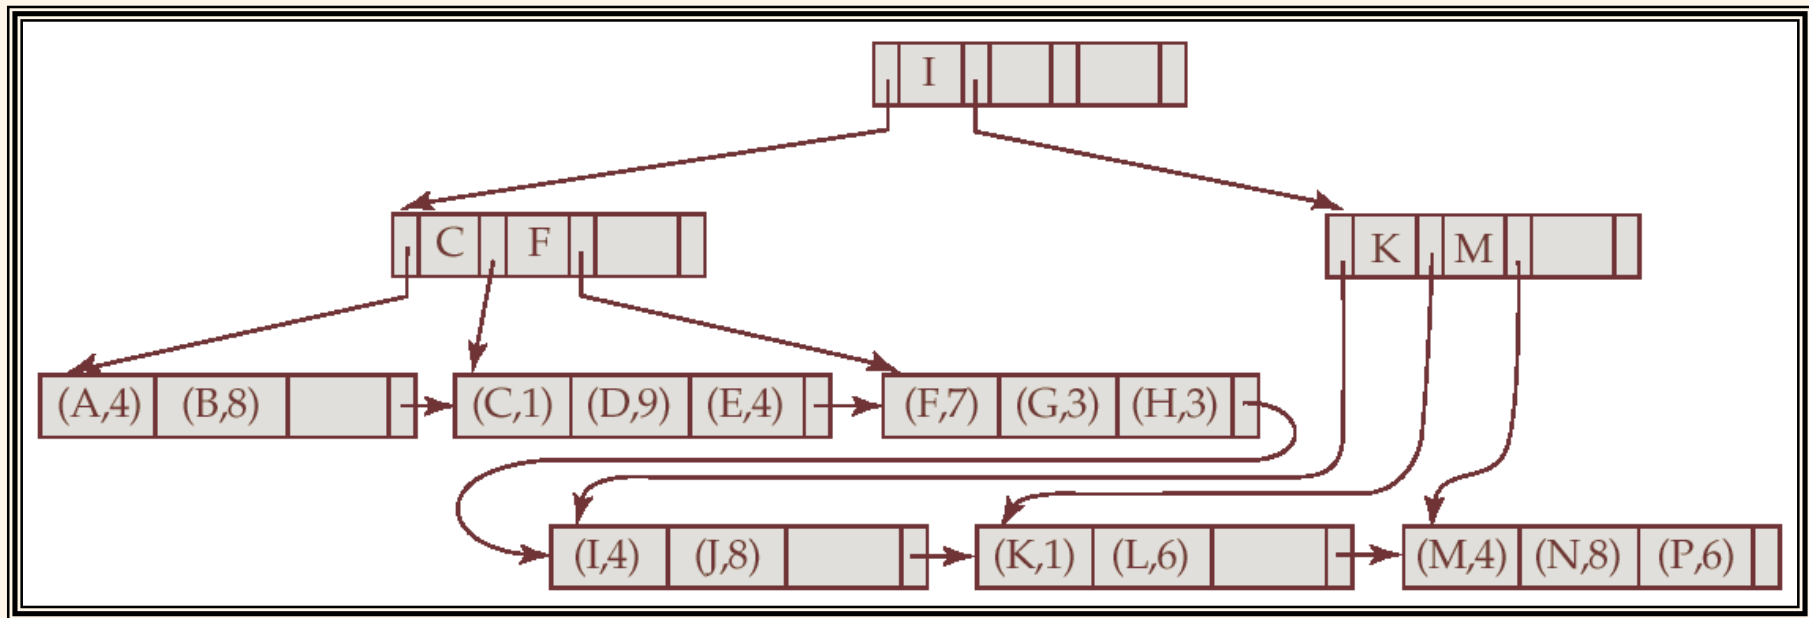 I
C F
K M
(A,4) (B,8)
(C,1) (D,9) (E,4)
(F,7) (G,3) (H,3)
(I,4) (J,8)
(K,1) (L,6)
(M,4) (N,8) (P,6)